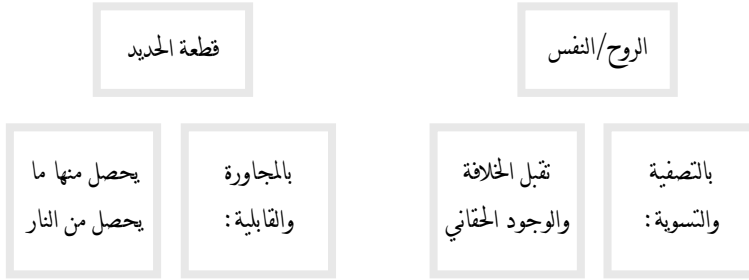 الروح/النفس
بالتصفية
والتسوية:
تقبل الخلافة
والوجود الحقاني
قطعة الحديد
بالمجاورة
والقابلية:
يحصل منها ما
يحصل من النار